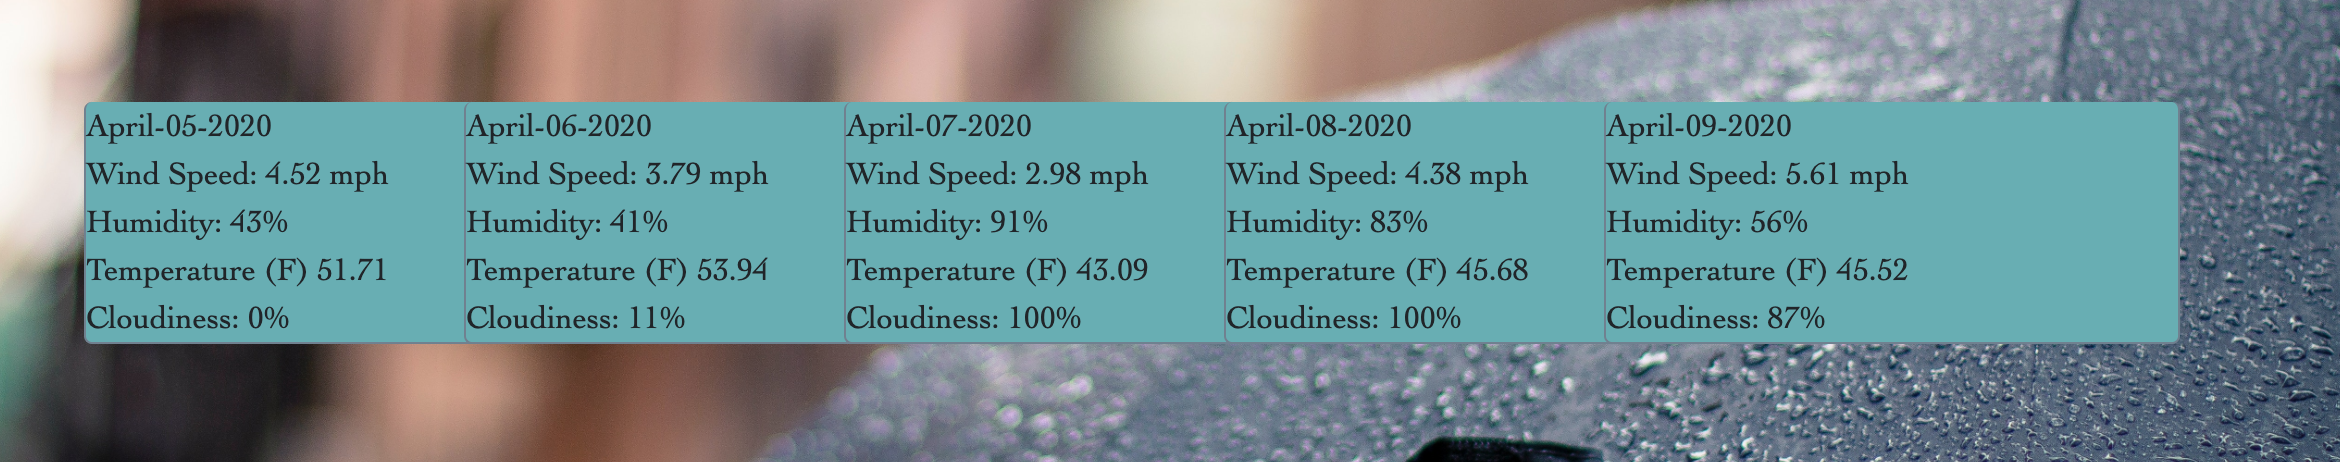 April-05-2020
Wind Speed: 4.52 mph
Humidity: 43%
Temperature (F) 51.71
Cloudiness: 0%
April-06-2020
Wind Speed: 3.79 mph
Humidity: 41%
Temperature (F) 53.94
Cloudiness: 11%
April-07-2020
Wind Speed: 2.98 mph
Humidity: 91%
Temperature (F) 43.09
Cloudiness: 100%
April-08-2020
Wind Speed: 4.38 mph
Humidity: 83%
Temperature (F) 45.68
Cloudiness: 100%
April-09-2020
Wind Speed: 5.61 mph
Humidity: 56%
Temperature (F) 45.52
Cloudiness: 87%